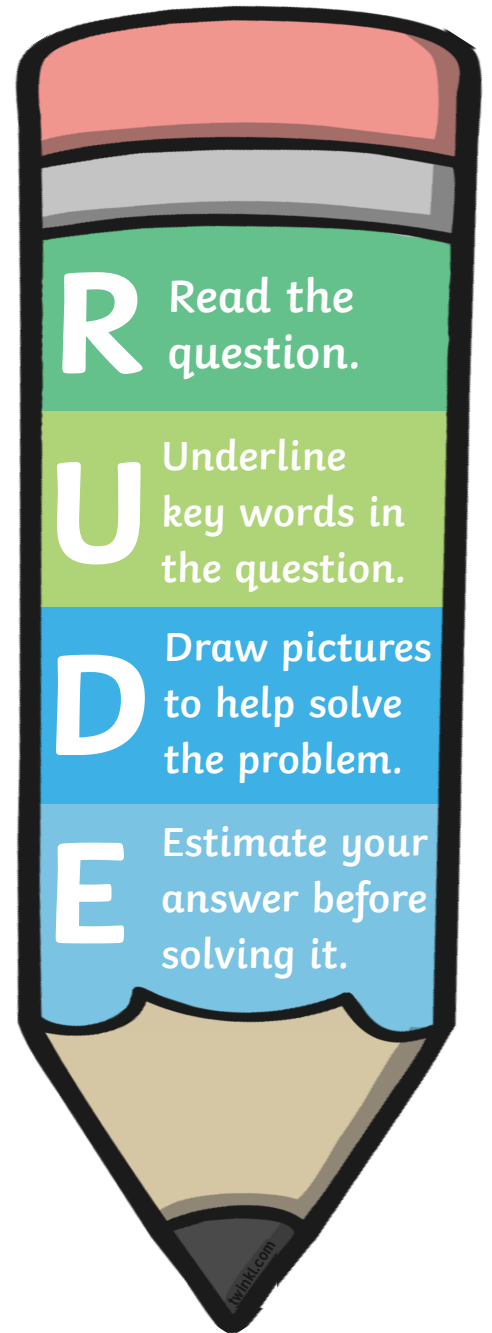 R
Read the
question.
U
Underline
key words in
the question.
D
Draw pictures
to help solve
the problem.
E
Estimate your
answer before
solving it.
twinkl.com